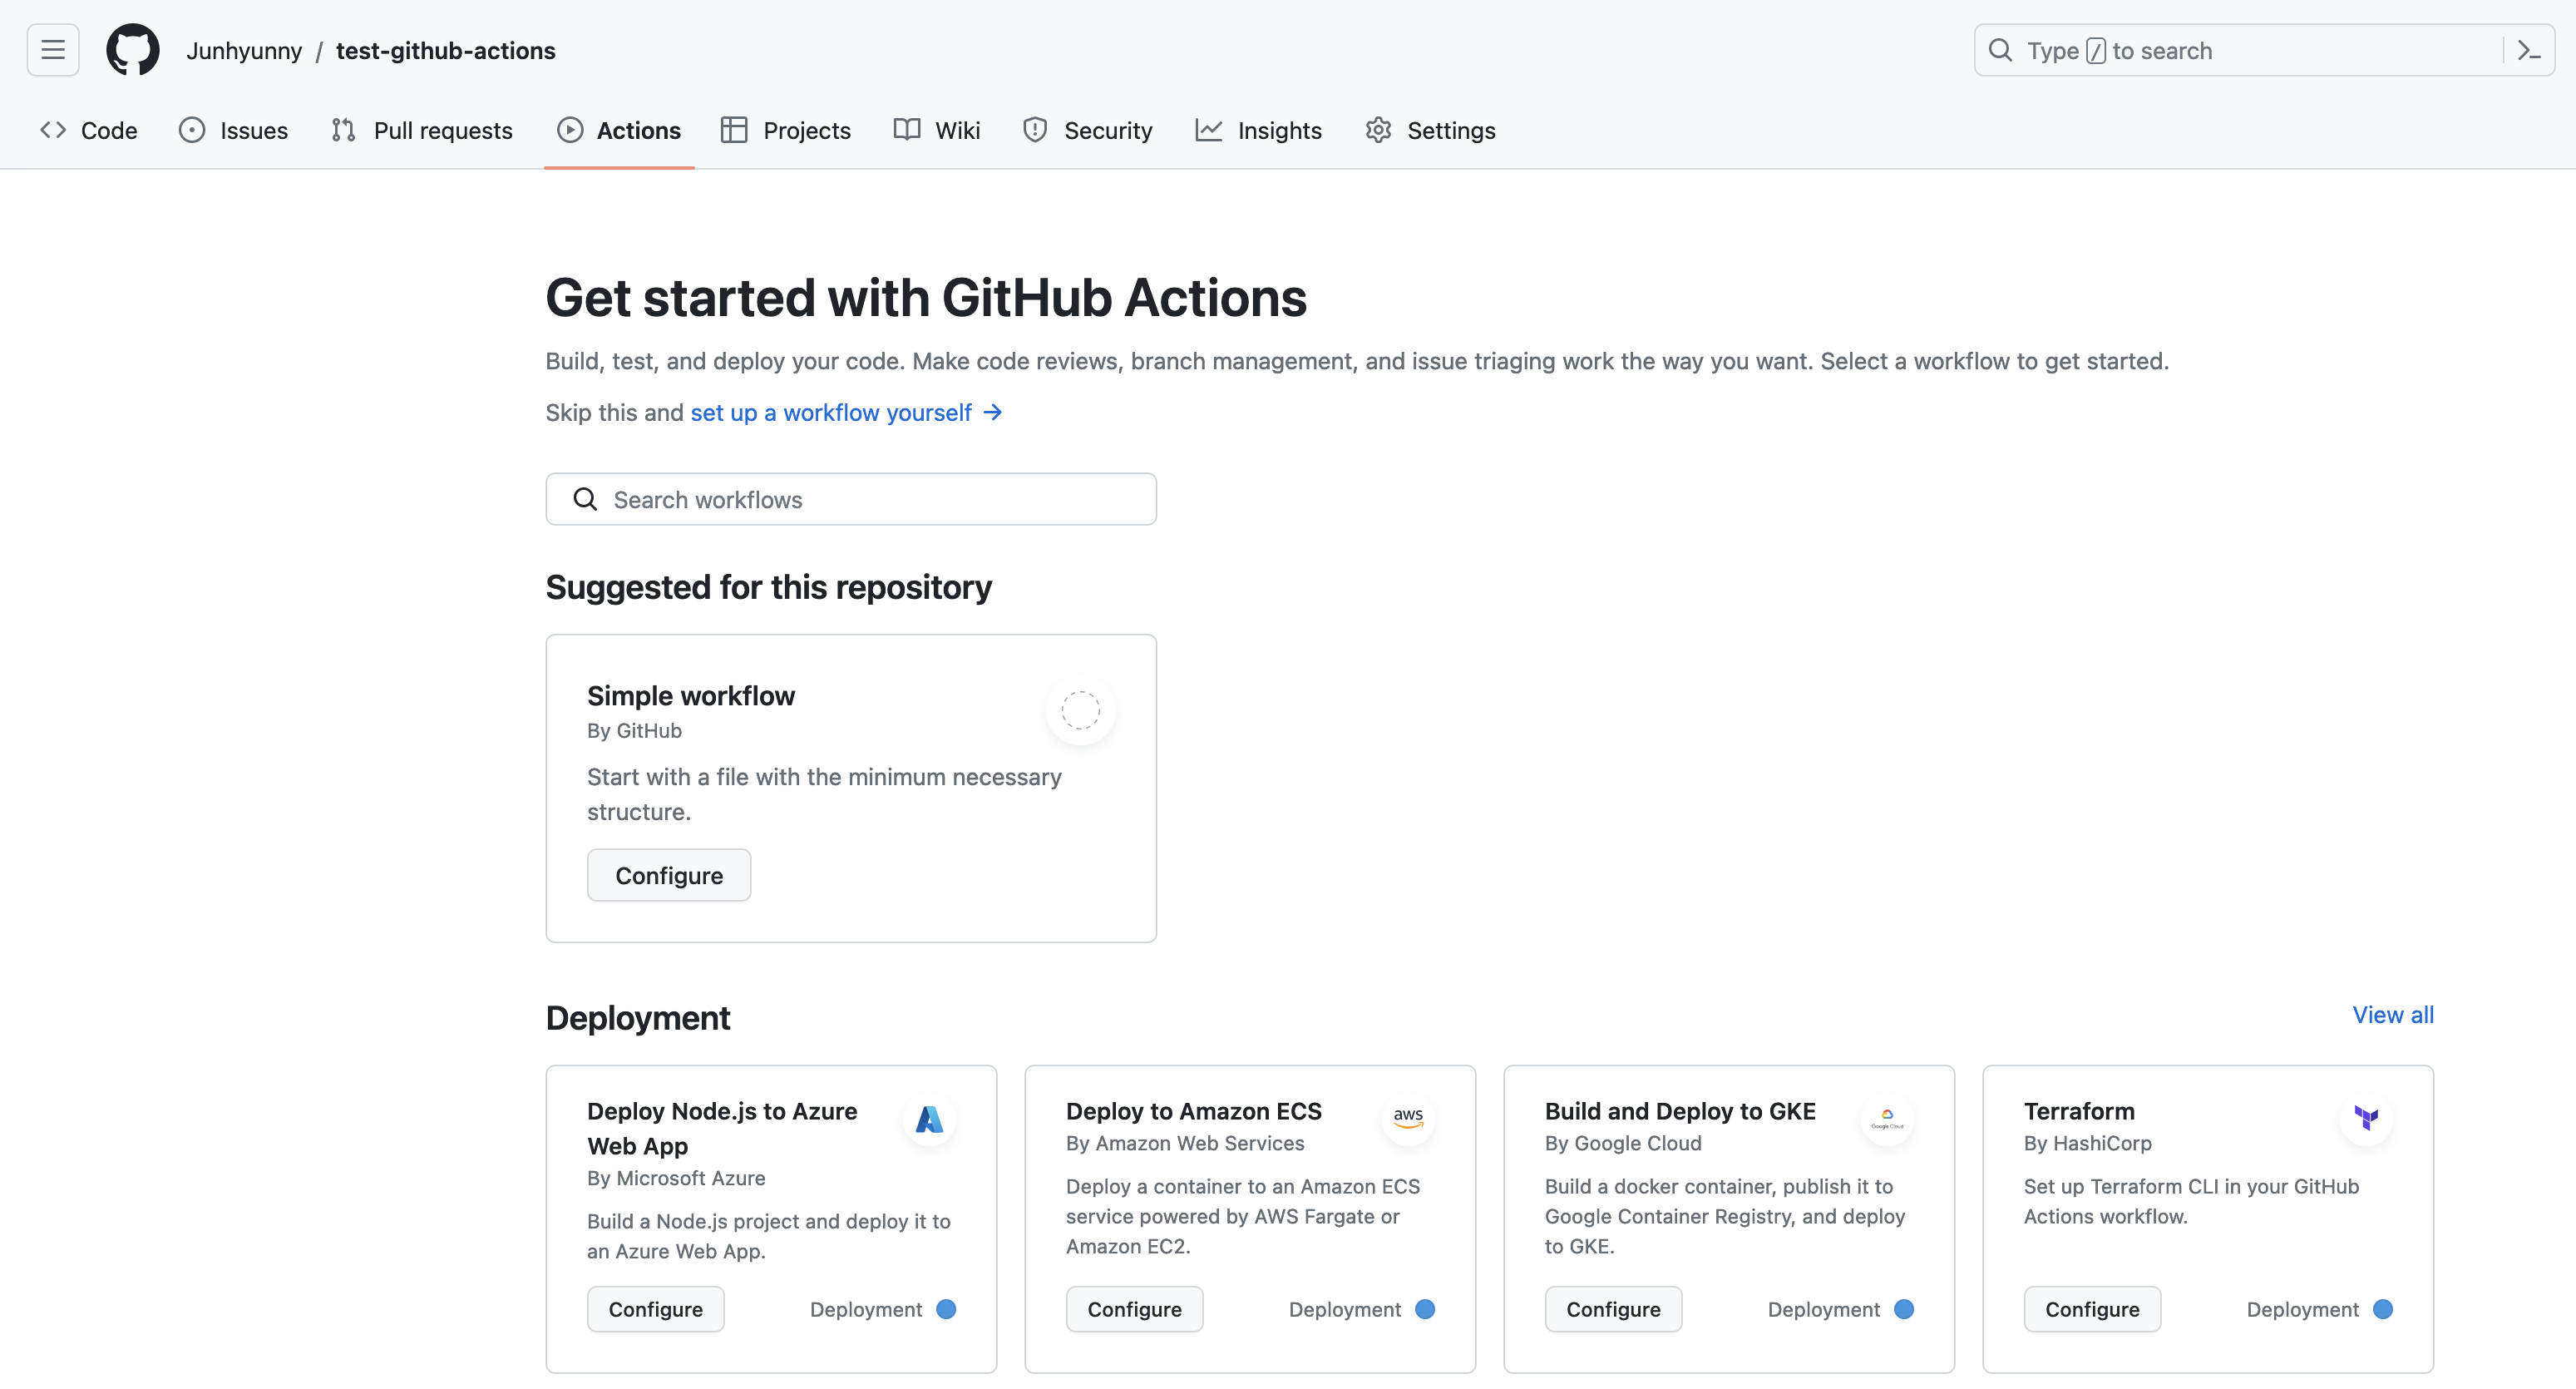 Junhyunny / test-github-actions
Type / to search
Code Issues Pull requests Actions Projects Wiki Security Insights Settings
Get started with GitHub Actions
Build, test, and deploy your code. Make code reviews, branch management, and issue triaging work the way you want. Select a workflow to get started.
Skip this and set up a workflow yourself →
Search workflows
Suggested for this repository
Simple workflow
By GitHub
Start with a file with the minimum necessary
structure.
Configure
Deployment
View all
Deploy Node.js to Azure
Web App
By Microsoft Azure
Build a Node.js project and deploy it to
an Azure Web App.
Configure
Deployment
Deploy to Amazon ECS
aws
By Amazon Web Services
Deploy a container to an Amazon ECS
service powered by AWS Fargate or
Amazon EC2.
Configure
Deployment
Build and Deploy to GKE
Google Cloud
By Google Cloud
Build a docker container, publish it to
Google Container Registry, and deploy
to GKE.
Configure
Deployment
Terraform
By HashiCorp
Set up Terraform CLI in your GitHub
Actions workflow.
Configure
Deployment